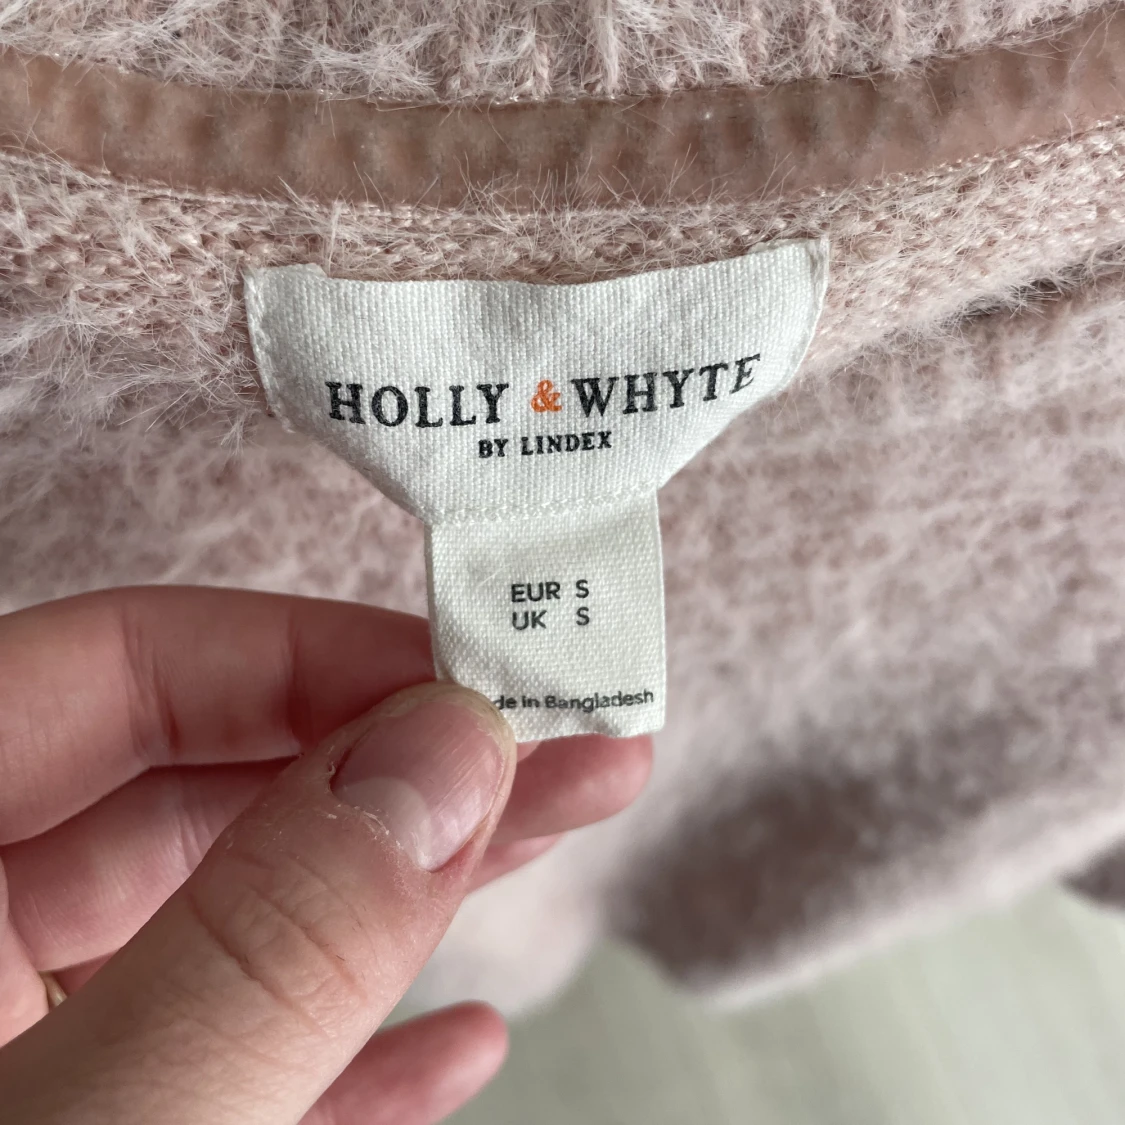 HOLLY & WHYTE
BY LINDEX
EUR S
UK S
de in Bangladesh